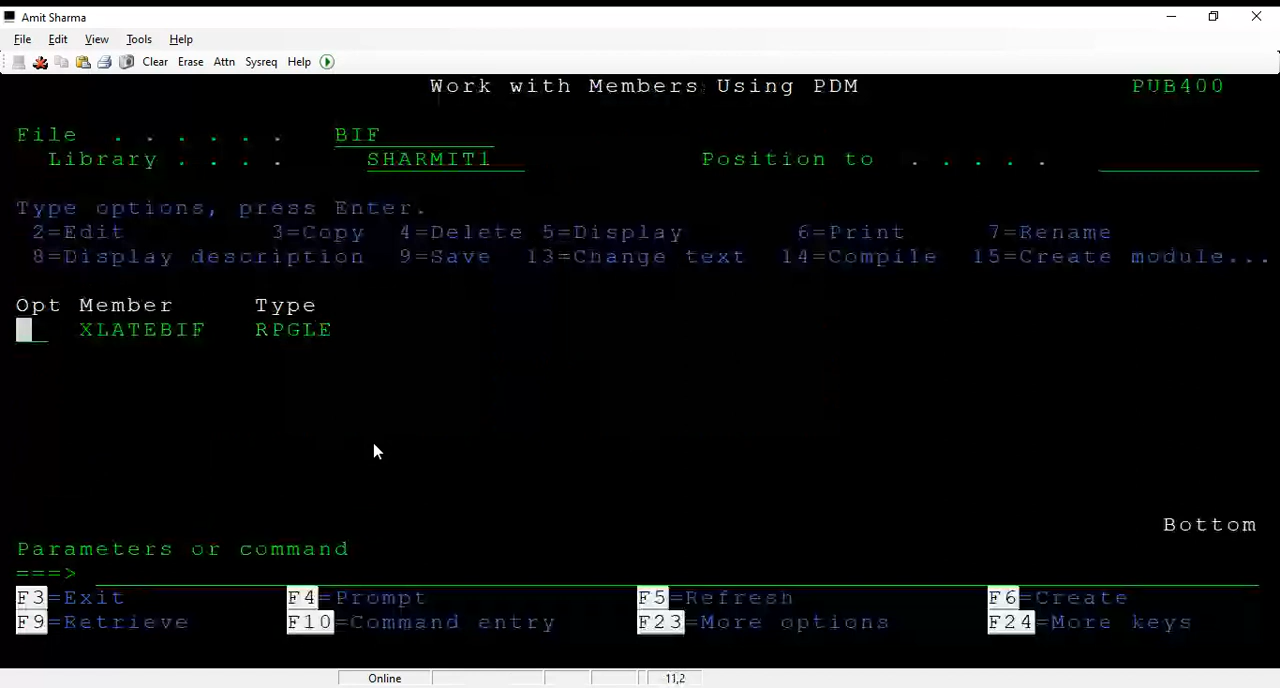 Amit Sharma
File Edit View Tools Help
Clear Erase Attn Sysreq Help
Work with Members Using PDM PUB400
File . . . . . . BIF
Library . . . . SHARMIT1 Position to . . . . .
Type options, press Enter.
2=Edit 3=Copy 4=Delete 5=Display 6=Print 7=Rename
8=Display description 9=Save 13=Change text 14=Compile 15=Create module...
Opt Member Type
XLATEBIF RPGLE
Bottom
Parameters or command
===>
F3=Exit F4=Prompt F5=Refresh F6=Create
F9=Retrieve F10=Command entry F23=More options F24=More keys
Online 11,2